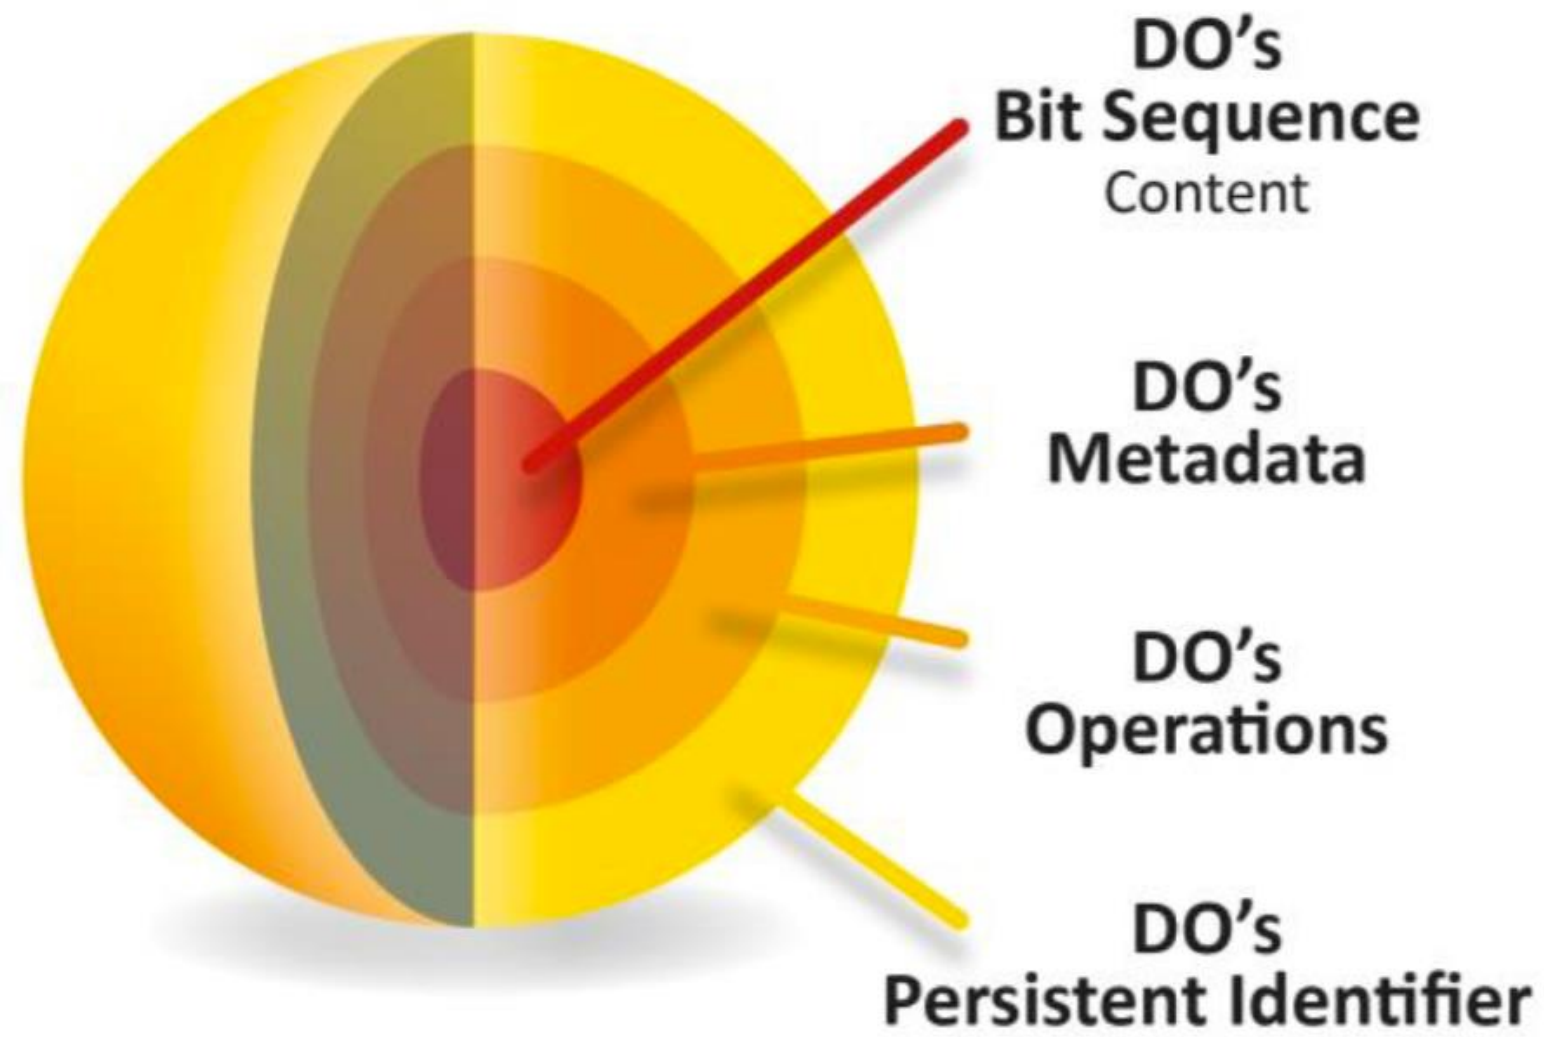 DO’s
Bit Sequence
Content
DO’s
Metadata
DO’s
Operations
DO’s
Persistent Identifier